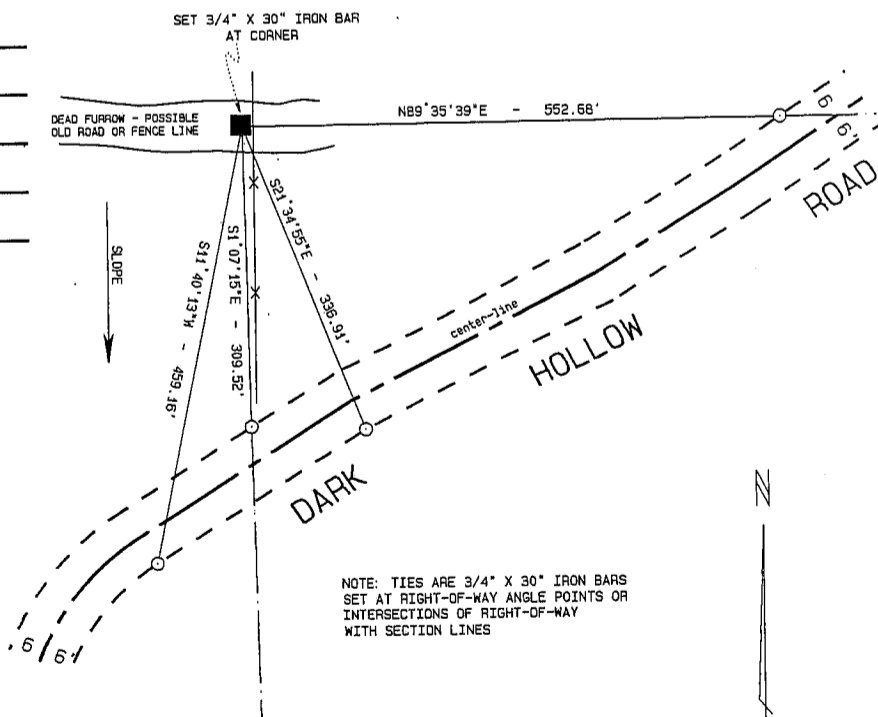 SET 3/4" X 30" IRON BAR
AT CORNER
DEAD FURROW - POSSIBLE
OLD ROAD OR FENCE LINE
N89°35'39"E - 552.68'
6
6'
ROAD
SLOPE
S11°40'13"W - 459.16'
S1°07'15"E - 309.52'
S21°34'55"E - 336.91'
center-line
HOLLOW
DARK
N
NOTE: TIES ARE 3/4" X 30" IRON BARS
SET AT RIGHT-OF-WAY ANGLE POINTS OR
INTERSECTIONS OF RIGHT-OF-WAY
WITH SECTION LINES
6'
6'